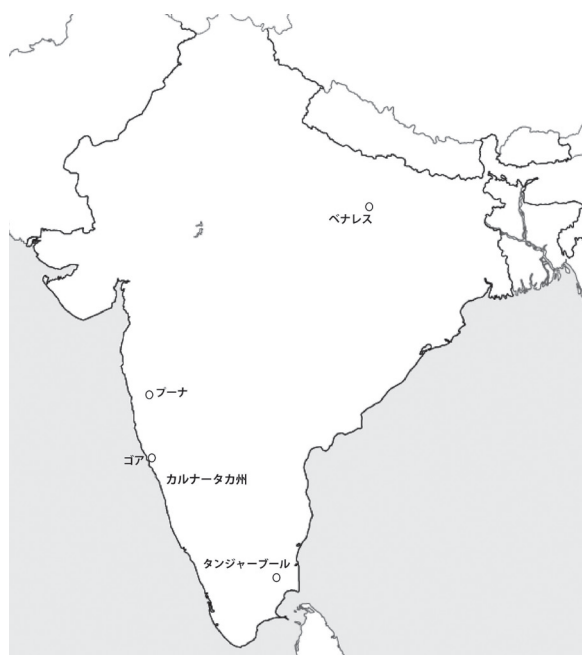 ベナレス
プーナ
ゴア
カルナータカ州
タンジャーブール